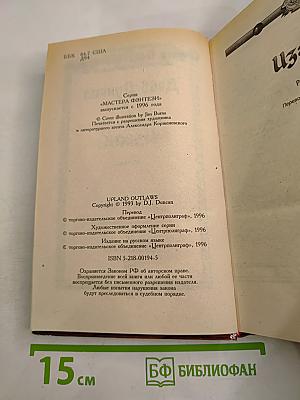 ББК 84.7 США
Д94
Серия
«МАСТЕРА ФЭНТЕЗИ»
выпускается с 1996 года
© Cover illustration by Jim Burns
Печатается с разрешения художника
и литературного агента Александра Корженевского
UPLAND OUTLAWS
Copyright © 1993 by D.J. Duncan
Перевод
© торгово-издательское объединение «Центрполиграф», 1996
Художественное оформление серии
© торгово-издательское объединение «Центрполиграф», 1996
Издание на русском языке
© торгово-издательское объединение «Центрполиграф», 1996
ISBN 5-218-00194-5
Охраняется Законом РФ об авторском праве.
Воспроизведение всей книги или любой ее части
воспрещается без письменного разрешения издателя.
Любые попытки нарушения закона
будут преследоваться в судебном порядке.
Изг
Р
Перев
15 см
БФ БИБЛИОФАН